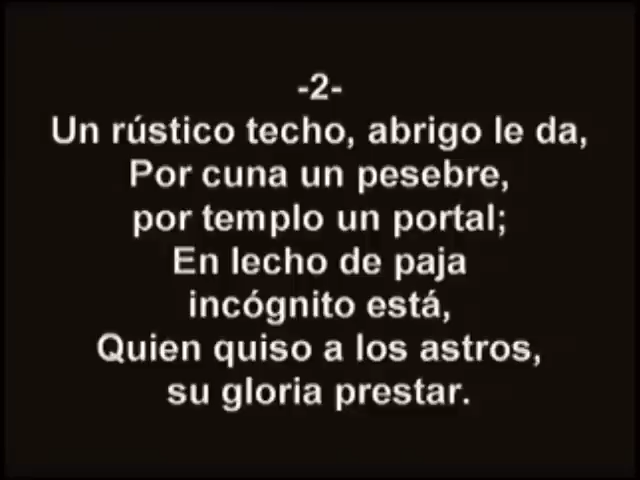 -2-
Un rústico techo, abrigo le da,
Por cuna un pesebre,
por templo un portal;
En lecho de paja
incógnito está,
Quien quiso a los astros,
su gloria prestar.